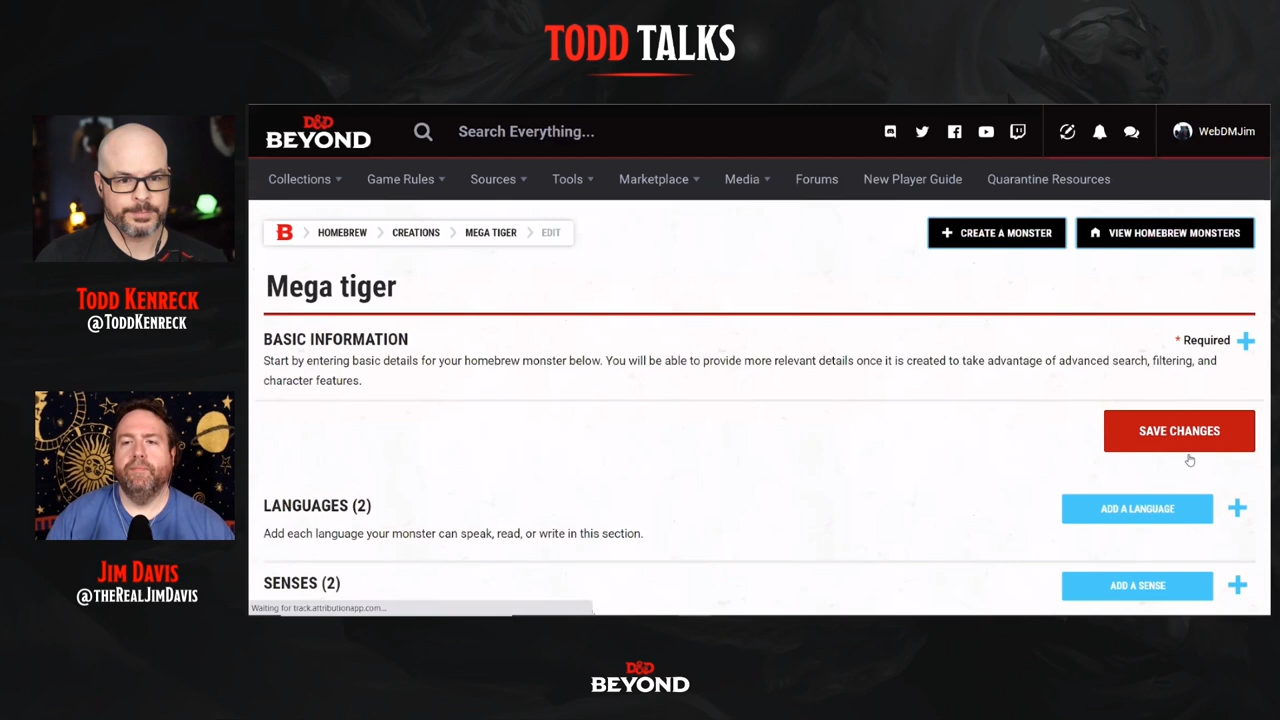 TODD TALKS
D&D
BEYOND
Search Everything...
WebDMJim
Collections
Game Rules
Sources
Tools
Marketplace
Media
Forums
New Player Guide
Quarantine Resources
B
HOMEBREW
CREATIONS
MEGA TIGER
EDIT
+ CREATE A MONSTER
VIEW HOMEBREW MONSTERS
Mega tiger
BASIC INFORMATION
* Required
Start by entering basic details for your homebrew monster below. You will be able to provide more relevant details once it is created to take advantage of advanced search, filtering, and
character features.
SAVE CHANGES
LANGUAGES (2)
ADD A LANGUAGE
Add each language your monster can speak, read, or write in this section.
SENSES (2)
ADD A SENSE
Waiting for track.attributionapp.com...
TODD KENRECK
@TODDKENRECK
JIM DAVIS
@THEREALJIMDAVIS
D&D
BEYOND